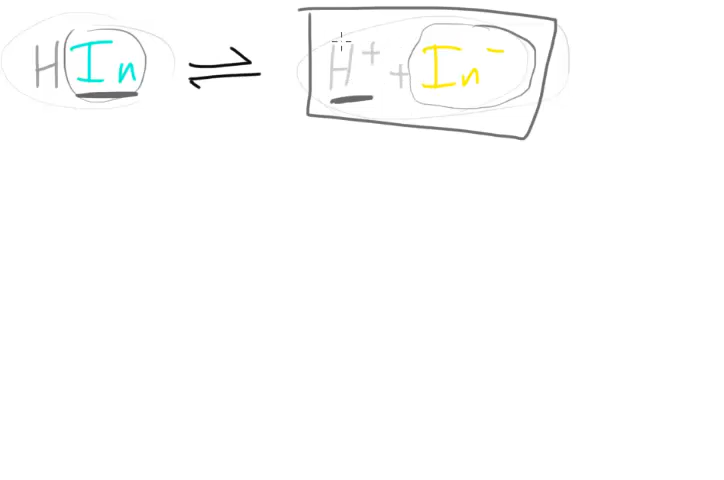 HIn ⇌ H⁺ + In⁻